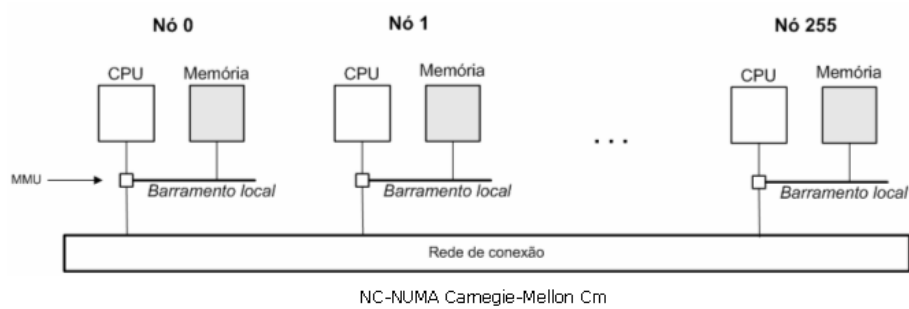 Nó 0 Nó 1 Nó 255
CPU Memória CPU Memória CPU Memória
. . .
MMU
Barramento local Barramento local Barramento local
Rede de conexão
NC-NUMA Carnegie-Mellon Cm